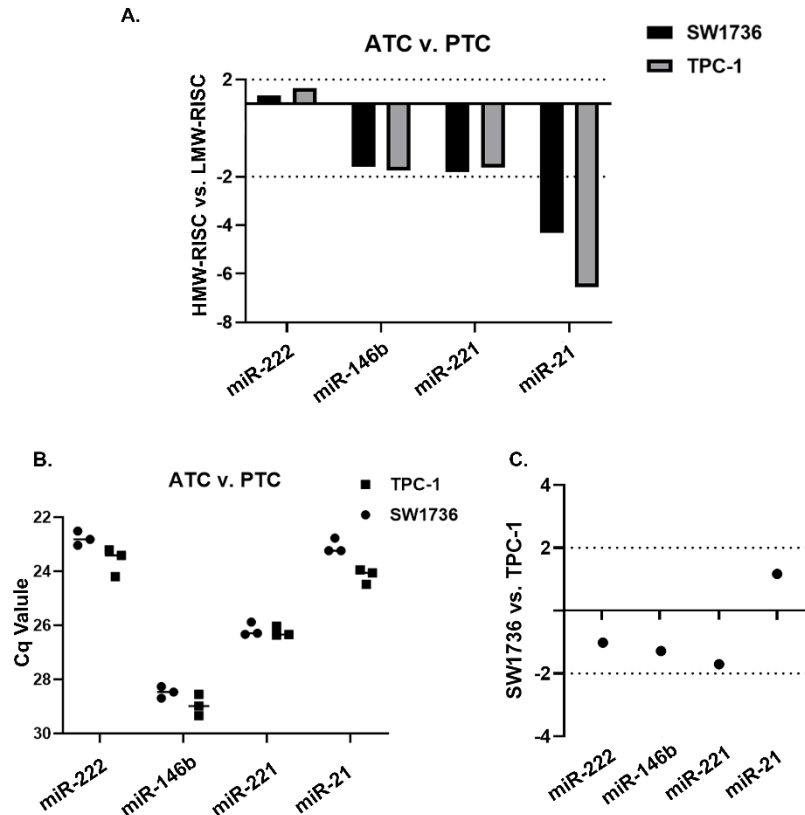 A.
ATC v. PTC
SW1736
TPC-1
HMW-RISC vs. LMW-RISC
2
-2
-4
-6
-8
miR-222
miR-146b
miR-221
miR-21
B.
ATC v. PTC
TPC-1
SW1736
Cq Valule
22
24
26
28
30
miR-222
miR-146b
miR-221
miR-21
C.
SW1736 vs. TPC-1
4
2
-2
-4
miR-222
miR-146b
miR-221
miR-21